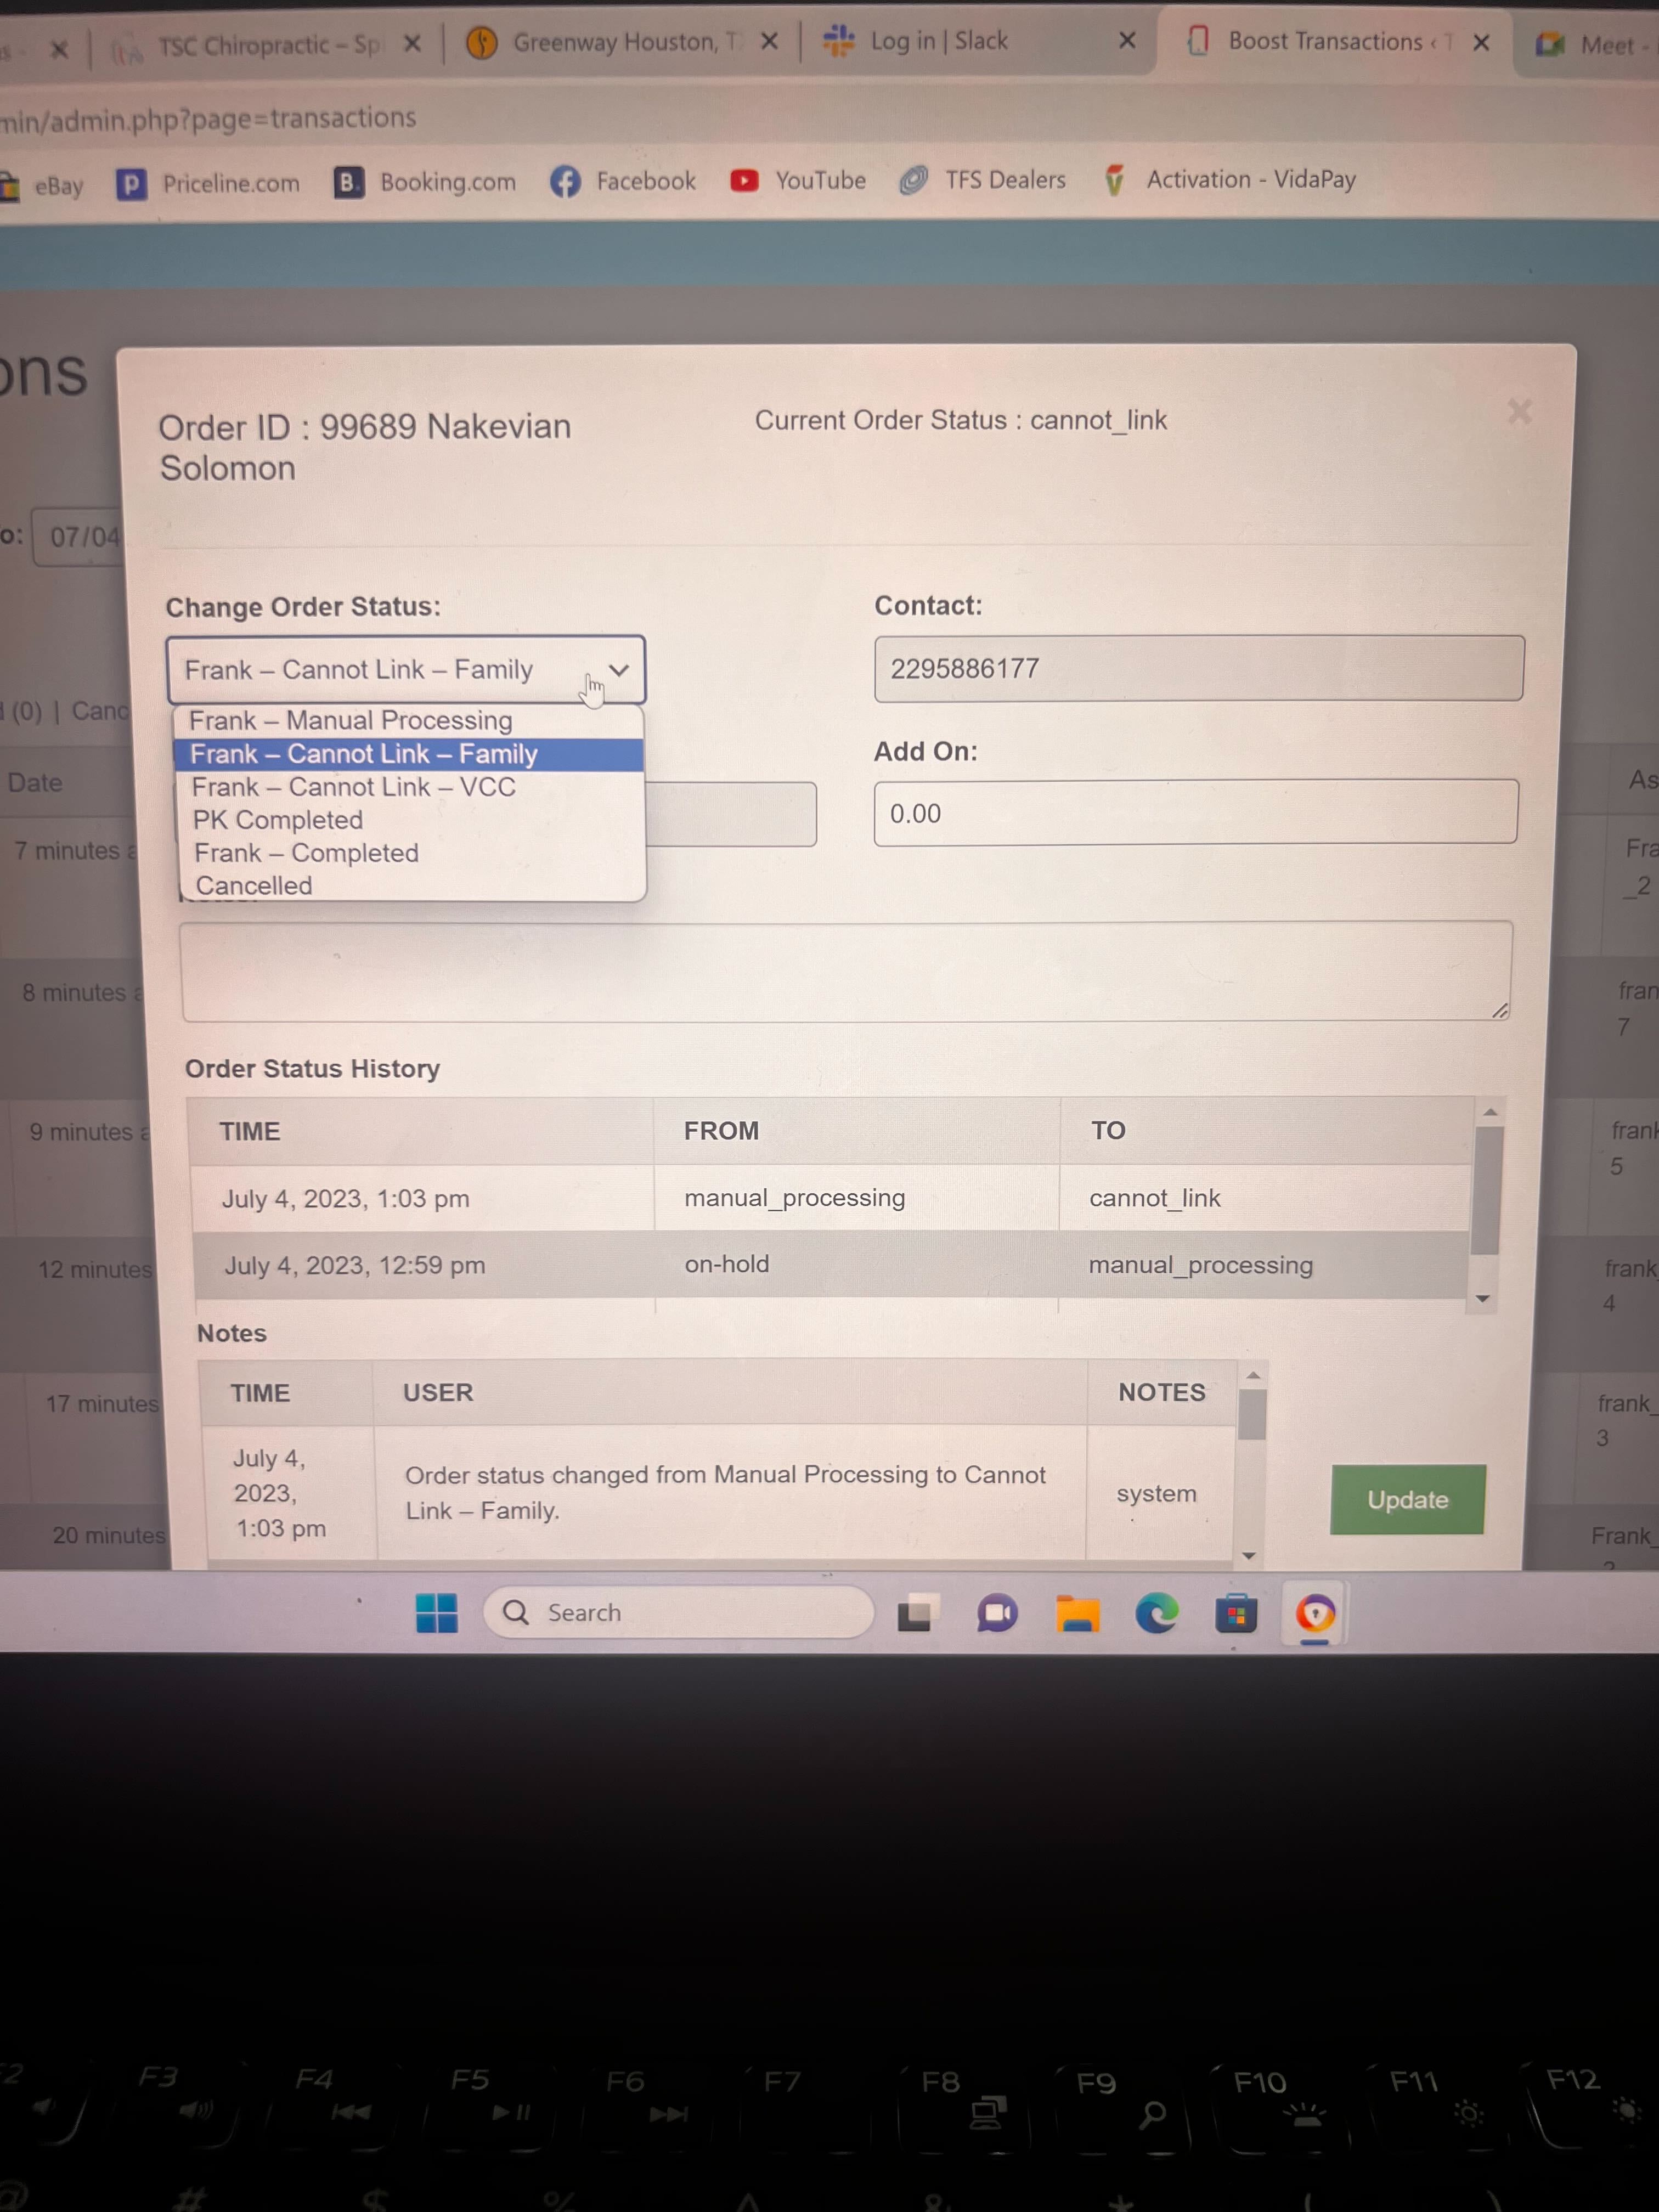 TSC Chiropractic – Sp
Greenway Houston, T
Log in | Slack
Boost Transactions ‹ T
Meet -
min/admin.php?page=transactions
eBay
Priceline.com
Booking.com
Facebook
YouTube
TFS Dealers
Activation - VidaPay
ons
Order ID : 99689 Nakevian
Solomon
Current Order Status : cannot_link
o:
07/04
Change Order Status:
Contact:
Frank – Cannot Link – Family
2295886177
Frank – Manual Processing
Frank – Cannot Link – Family
Frank – Cannot Link – VCC
PK Completed
Frank – Completed
Cancelled
Add On:
0.00
d (0) | Canc
Date
As
7 minutes a
Fra
_2
8 minutes a
fran
7
9 minutes a
frank
5
12 minutes
frank
4
17 minutes
frank_
3
20 minutes
Frank_
Order Status History
TIME
FROM
TO
July 4, 2023, 1:03 pm
manual_processing
cannot_link
July 4, 2023, 12:59 pm
on-hold
manual_processing
Notes
TIME
USER
NOTES
July 4,
2023,
1:03 pm
Order status changed from Manual Processing to Cannot
Link – Family.
system
Update
Search
F3
F4
F5
F6
F7
F8
F9
F10
F11
F12
@
#
$
%
^
&
*
(
)